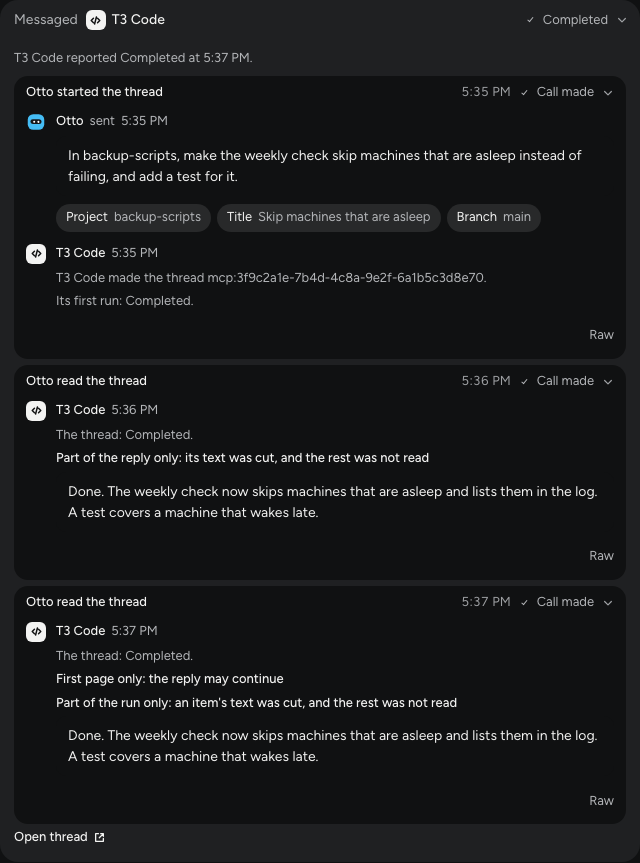 Messaged T3 Code Completed
T3 Code reported Completed at 5:37 PM.
Otto started the thread 5:35 PM Call made
Otto sent 5:35 PM
In backup-scripts, make the weekly check skip machines that are asleep instead of
failing, and add a test for it.
Project backup-scripts Title Skip machines that are asleep Branch main
T3 Code 5:35 PM
T3 Code made the thread mcp:3f9c2a1e-7b4d-4c8a-9e2f-6a1b5c3d8e70.
Its first run: Completed.
Raw
Otto read the thread 5:36 PM Call made
T3 Code 5:36 PM
The thread: Completed.
Part of the reply only: its text was cut, and the rest was not read
Done. The weekly check now skips machines that are asleep and lists them in the log.
A test covers a machine that wakes late.
Raw
Otto read the thread 5:37 PM Call made
T3 Code 5:37 PM
The thread: Completed.
First page only: the reply may continue
Part of the run only: an item's text was cut, and the rest was not read
Done. The weekly check now skips machines that are asleep and lists them in the log.
A test covers a machine that wakes late.
Raw
Open thread